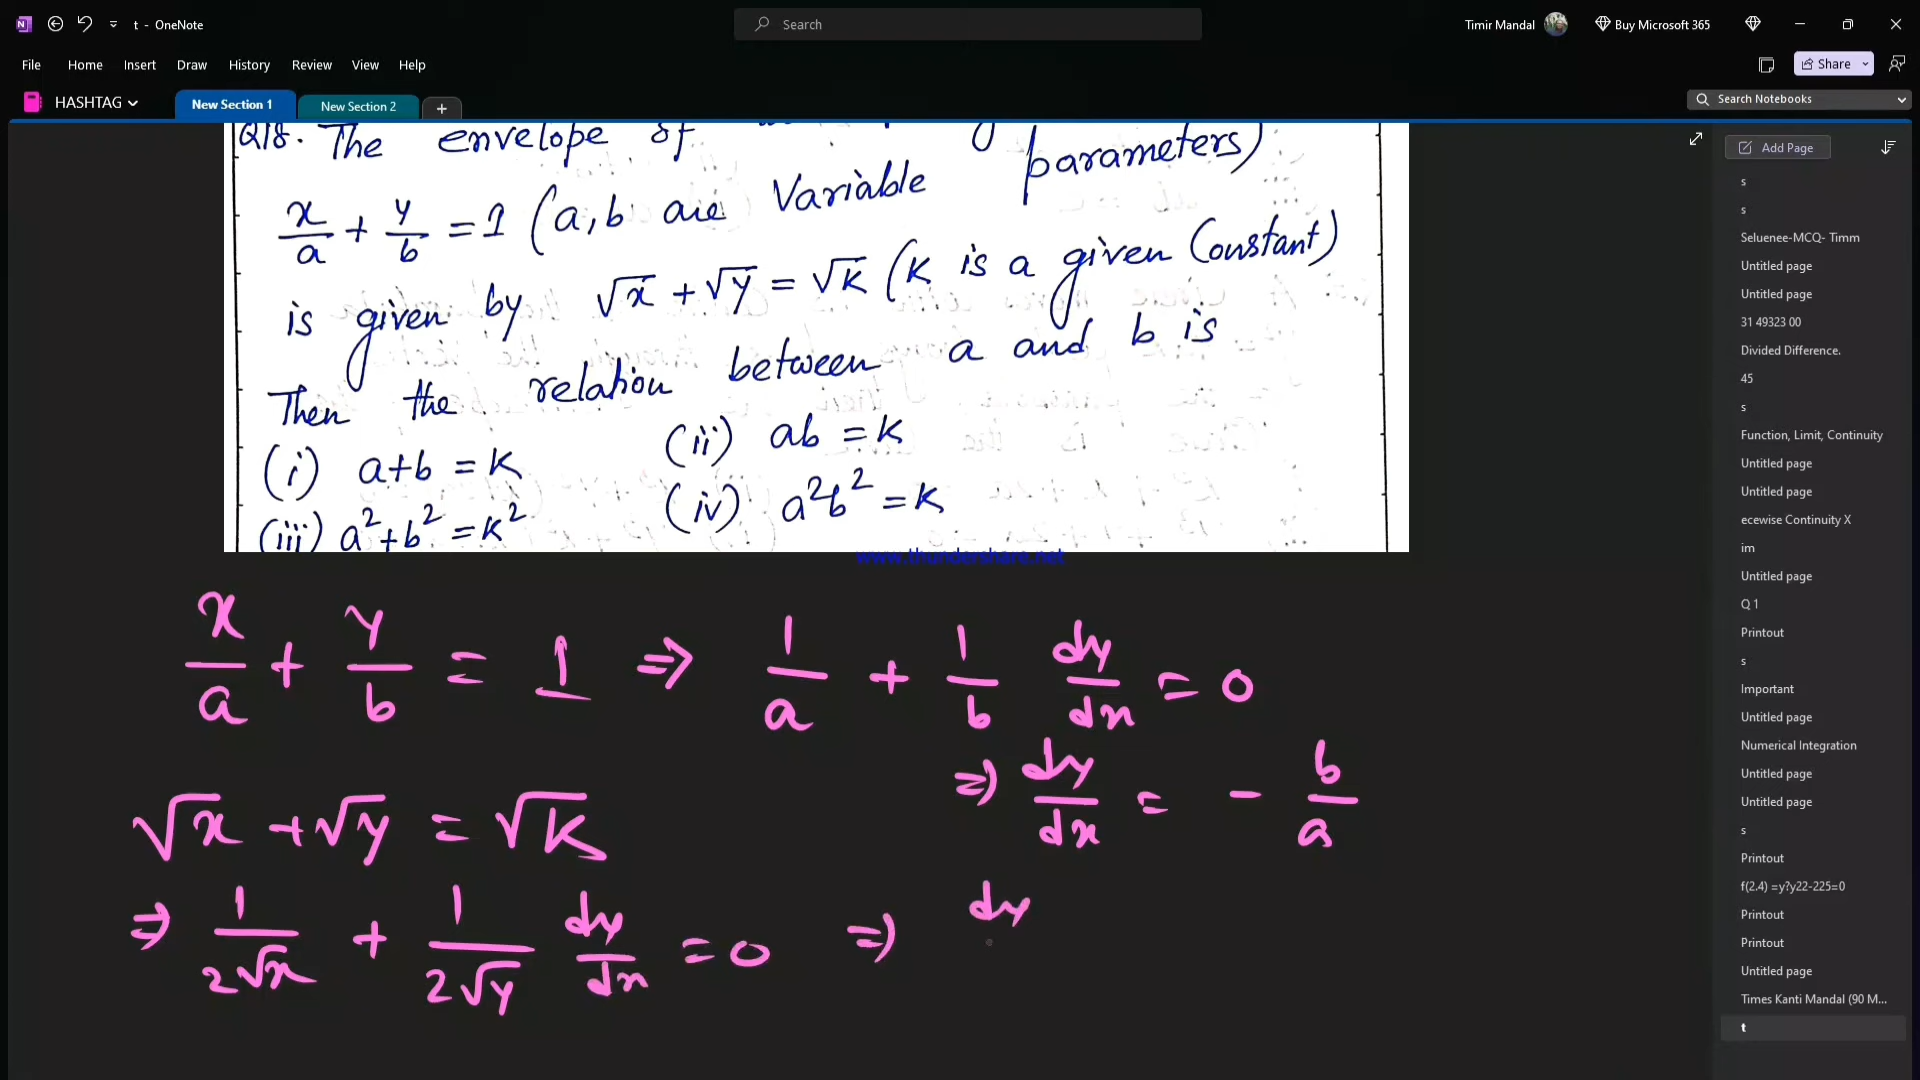 t - OneNote
Search
Timir Mandal
Buy Microsoft 365
File Home Insert Draw History Review View Help
Share
HASHTAG
New Section 1
New Section 2
+
Search Notebooks
Add Page
s
s
Seluenee-MCQ- Timm
Untitled page
Untitled page
31 49323 00
Divided Difference.
45
s
Function, Limit, Continuity
Untitled page
Untitled page
ecewise Continuity X
im
Untitled page
Q 1
Printout
s
Important
Untitled page
Numerical Integration
Untitled page
Untitled page
s
Printout
f(2.4) =y?y22-225=0
Printout
Printout
Untitled page
Times Kanti Mandal (90 M...
t
Q18. The envelope of
x/a + y/b = 1 (a, b are Variable parameters)
is given by √x + √y = √K (K is a given Constant)
Then the relation between a and b is
(i) a+b = K (ii) ab = K
(iii) a²+b² = K² (iv) a²b² = K
www.thundershare.net
x/a + y/b = 1 ⇒ 1/a + 1/b dy/dx = 0
⇒ dy/dx = - b/a
√x + √y = √K
⇒ 1/2√x + 1/2√y dy/dx = 0 ⇒ dy